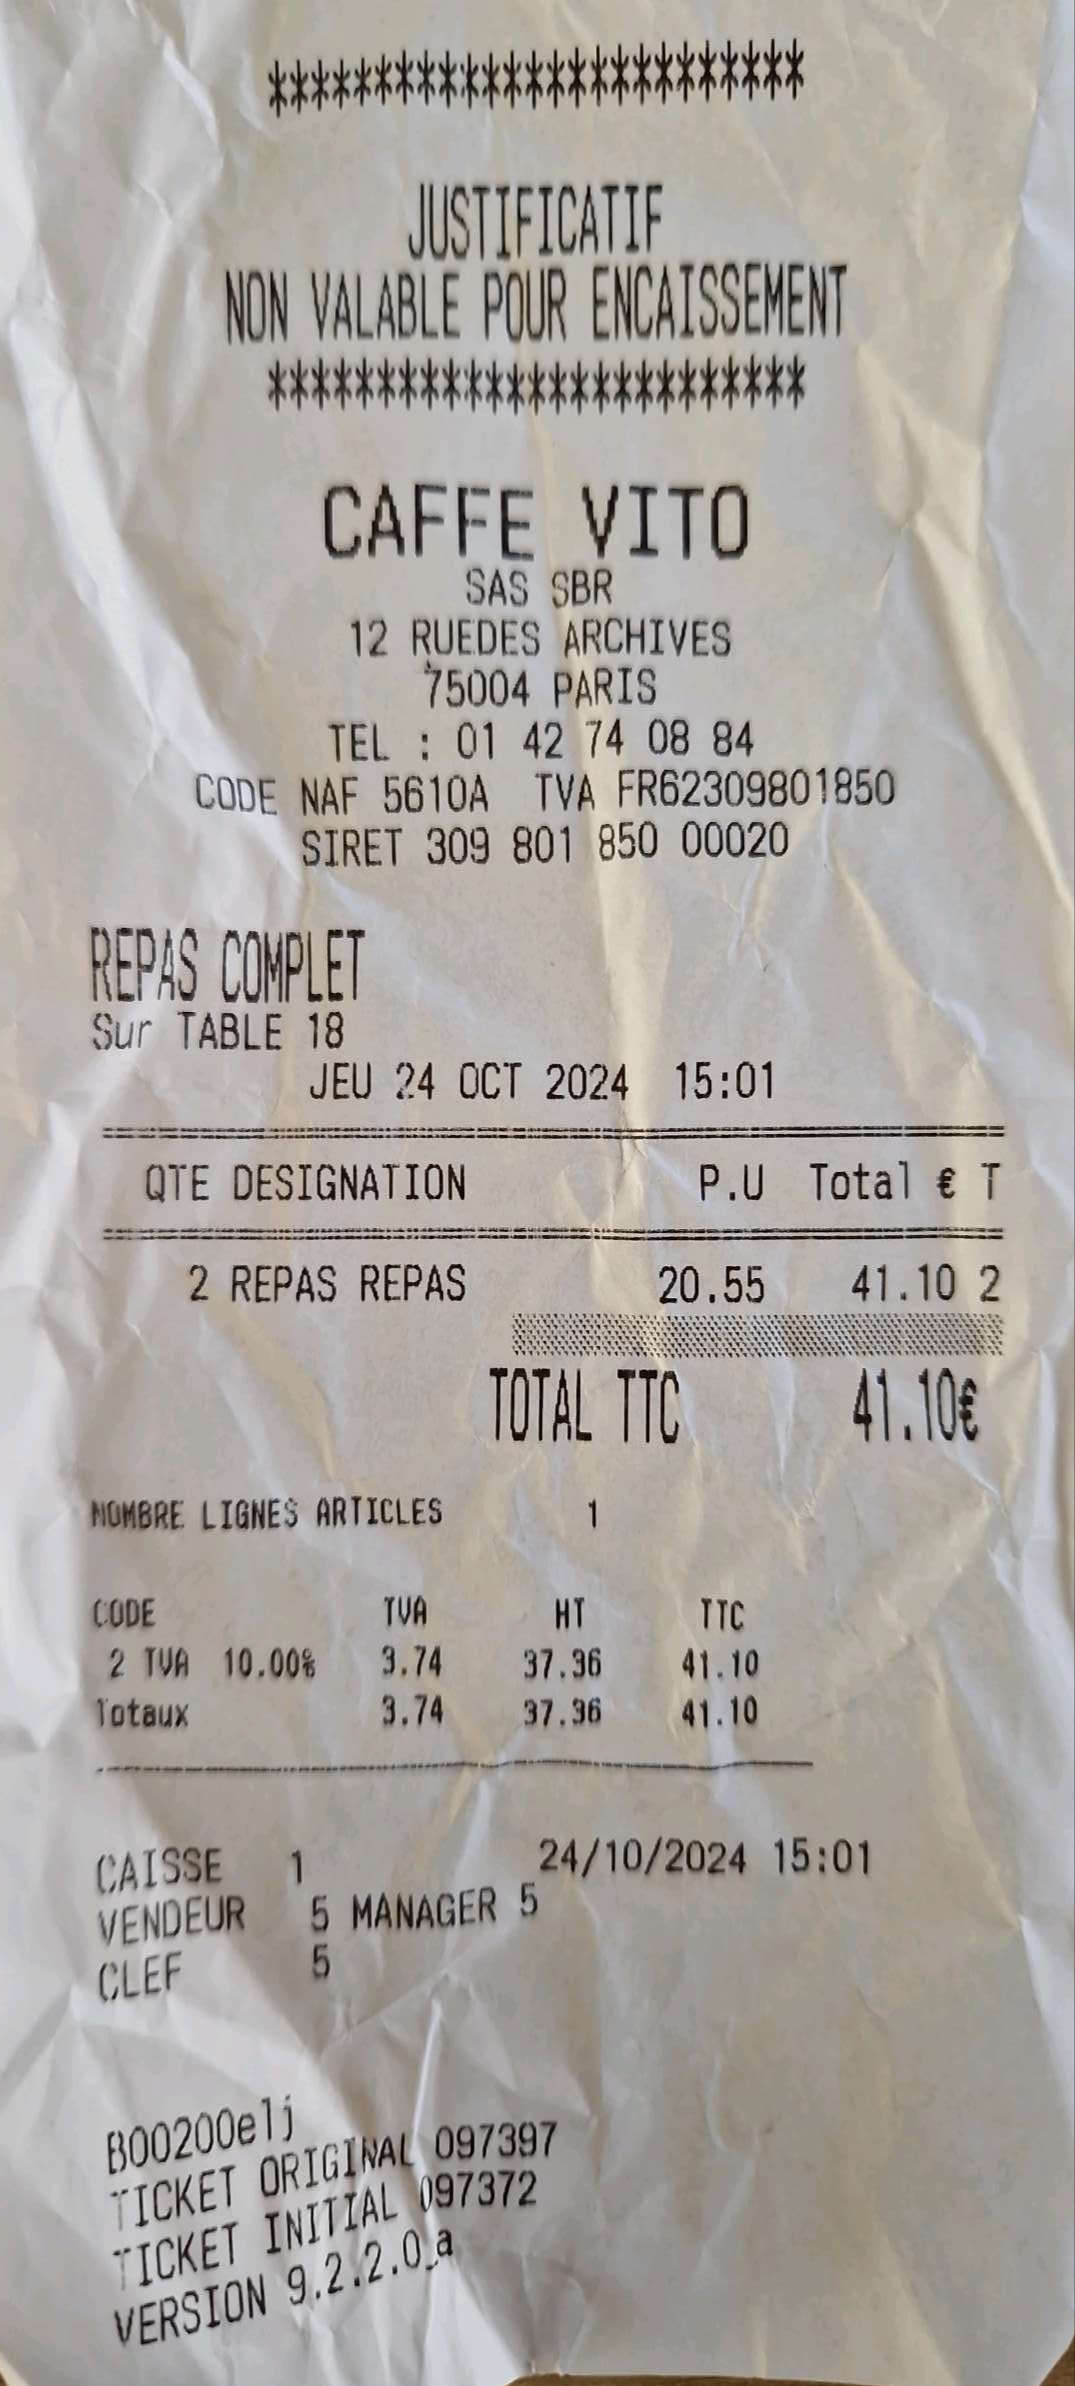 *************************
JUSTIFICATIF
NON VALABLE POUR ENCAISSEMENT
*************************
CAFFE VITO
SAS SBR
12 RUEDES ARCHIVES
75004 PARIS
TEL : 01 42 74 08 84
CODE NAF 5610A TVA FR62309801850
SIRET 309 801 850 00020
REPAS COMPLET
Sur TABLE 18
JEU 24 OCT 2024 15:01
QTE DESIGNATION P.U Total € T
2 REPAS REPAS 20.55 41.10 2
TOTAL TTC 41.10€
NOMBRE LIGNES ARTICLES 1
CODE TVA HT TTC
2 TVA 10.00% 3.74 37.36 41.10
Totaux 3.74 37.36 41.10
CAISSE 1 24/10/2024 15:01
VENDEUR 5 MANAGER 5
CLEF 5
B00200elj
TICKET ORIGINAL 097397
TICKET INITIAL 097372
VERSION 9.2.2.0_a